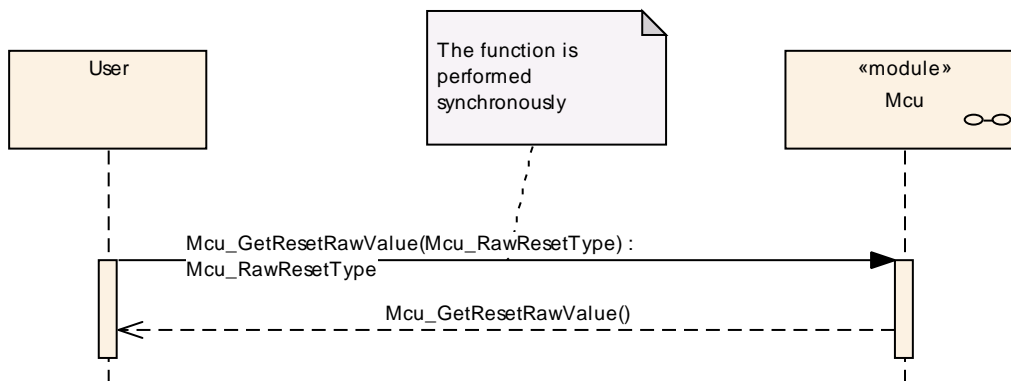 User
The function is
performed
synchronously
«module»
Mcu
Mcu_GetResetRawValue(Mcu_RawResetType) :
Mcu_RawResetType
Mcu_GetResetRawValue()